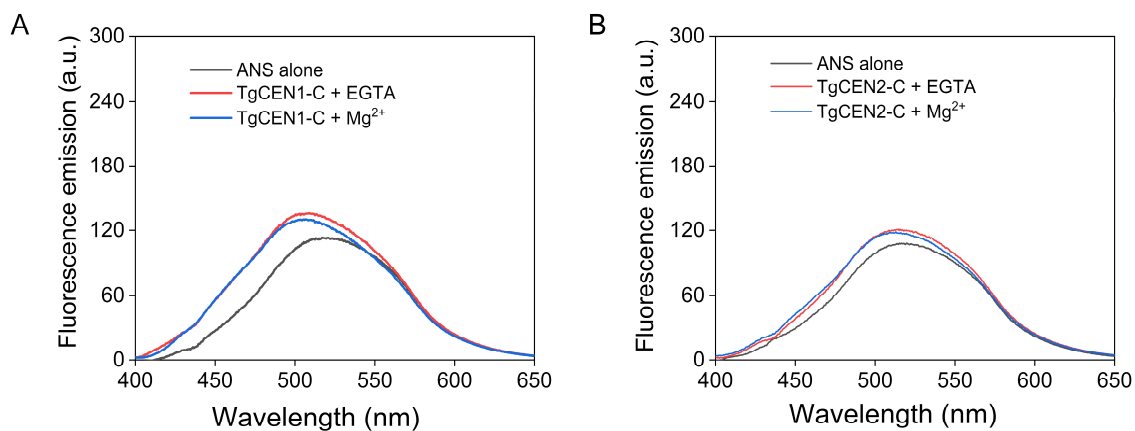 A
Fluorescence emission (a.u.)
300
240
180
120
60
0
ANS alone
TgCEN1-C + EGTA
TgCEN1-C + Mg²⁺
400 450 500 550 600 650
Wavelength (nm)
B
Fluorescence emission (a.u.)
300
240
180
120
60
0
ANS alone
TgCEN2-C + EGTA
TgCEN2-C + Mg²⁺
400 450 500 550 600 650
Wavelength (nm)